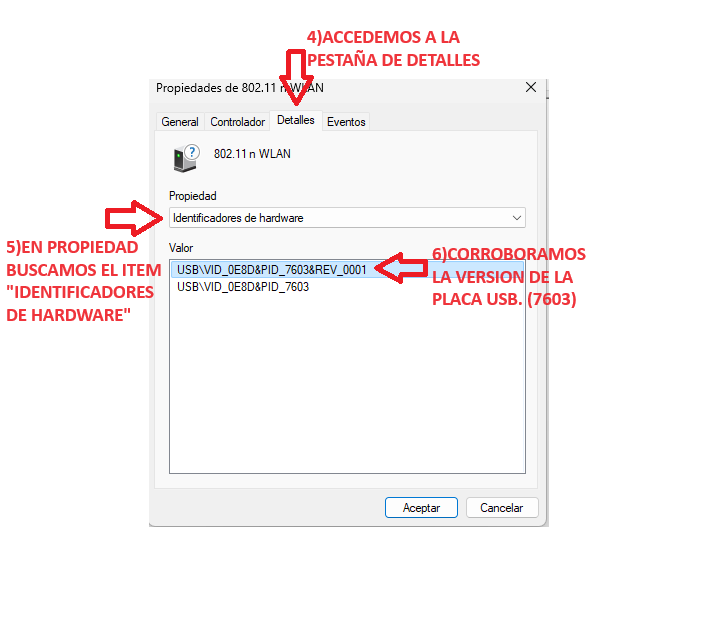 4)ACCEDEMOS A LA
PESTAÑA DE DETALLES
Propiedades de 802.11 n WLAN
General
Controlador
Detalles
Eventos
802.11 n WLAN
Propiedad
Identificadores de hardware
5)EN PROPIEDAD
BUSCAMOS EL ITEM
"IDENTIFICADORES
DE HARDWARE"
Valor
USB\VID_0E8D&PID_7603&REV_0001
USB\VID_0E8D&PID_7603
6)CORROBORAMOS
LA VERSION DE LA
PLACA USB. (7603)
Aceptar
Cancelar